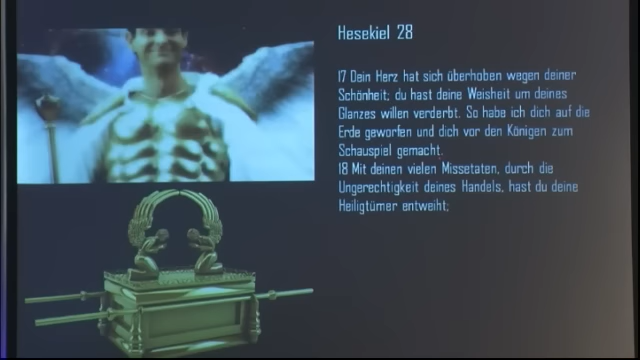 Hesekiel 28
17 Dein Herz hat sich überhoben wegen deiner
Schönheit; du hast deine Weisheit um deines
Glanzes willen verderbt. So habe ich dich auf die
Erde geworfen und dich vor den Königen zum
Schauspiel gemacht.
18 Mit deinen vielen Missetaten, durch die
Ungerechtigkeit deines Handels, hast du deine
Heiligtümer entweiht;